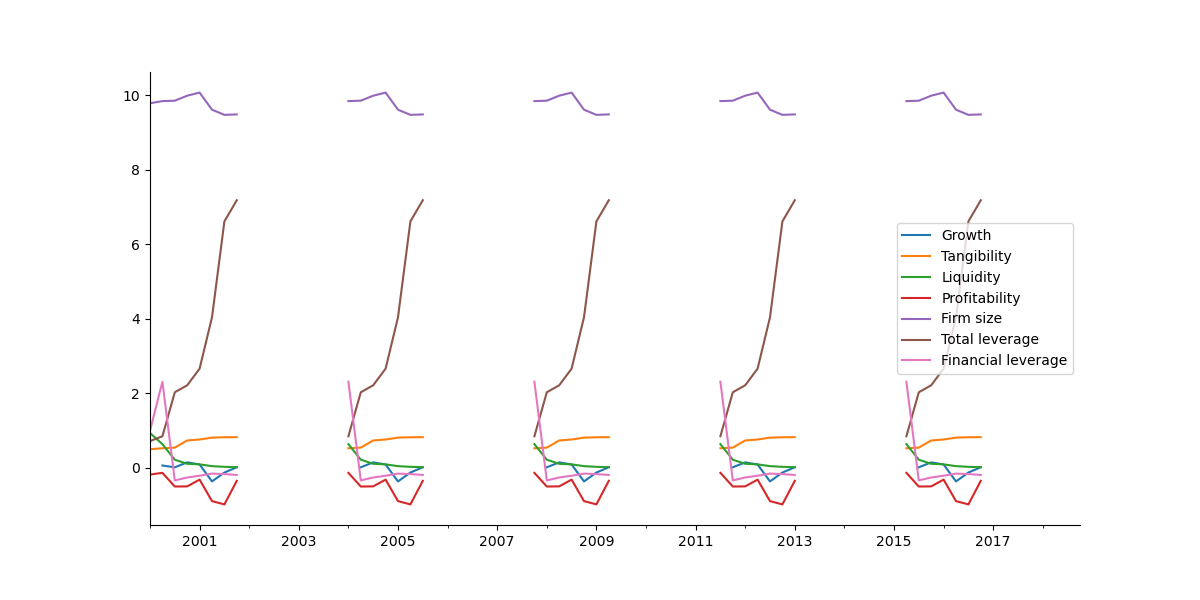 10
8
6
4
2
0
Growth
Tangibility
Liquidity
Profitability
Firm size
Total leverage
Financial leverage
2001 2003 2005 2007 2009 2011 2013 2015 2017